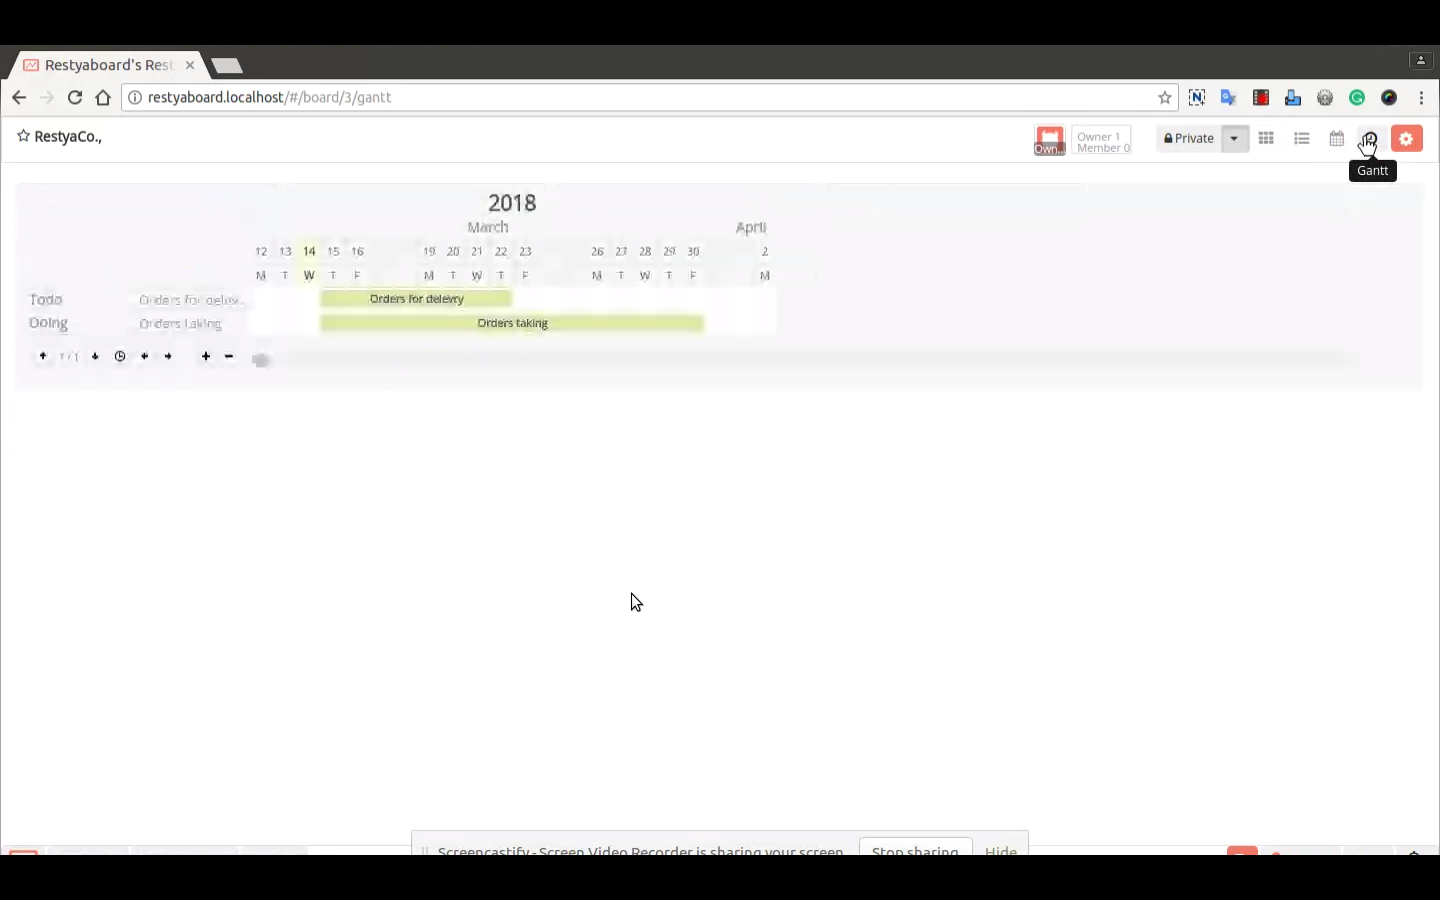 Restyaboard's Rest
restyaboard.localhost/#/board/3/gantt
RestyaCo.,
Own...
Owner 1
Member 0
Private
Gantt
2018
March April
12 13 14 15 16 19 20 21 22 23 26 27 28 29 30 2
M T W T F M T W T F M T W T F M
Todo Orders for deliv... Orders for delevry
Doing Orders taking Orders taking
1 / 1
Screencastify - Screen Video Recorder is sharing your screen. Stop sharing Hide